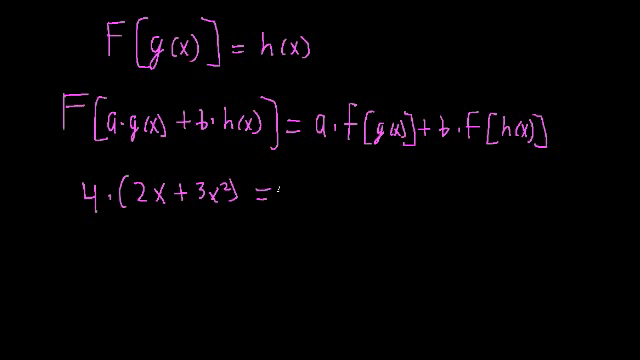 F[g(x)] = h(x)
F[a·g(x) + b·h(x)] = a·F[g(x)] + b·F[h(x)]
4·(2x + 3x²) =